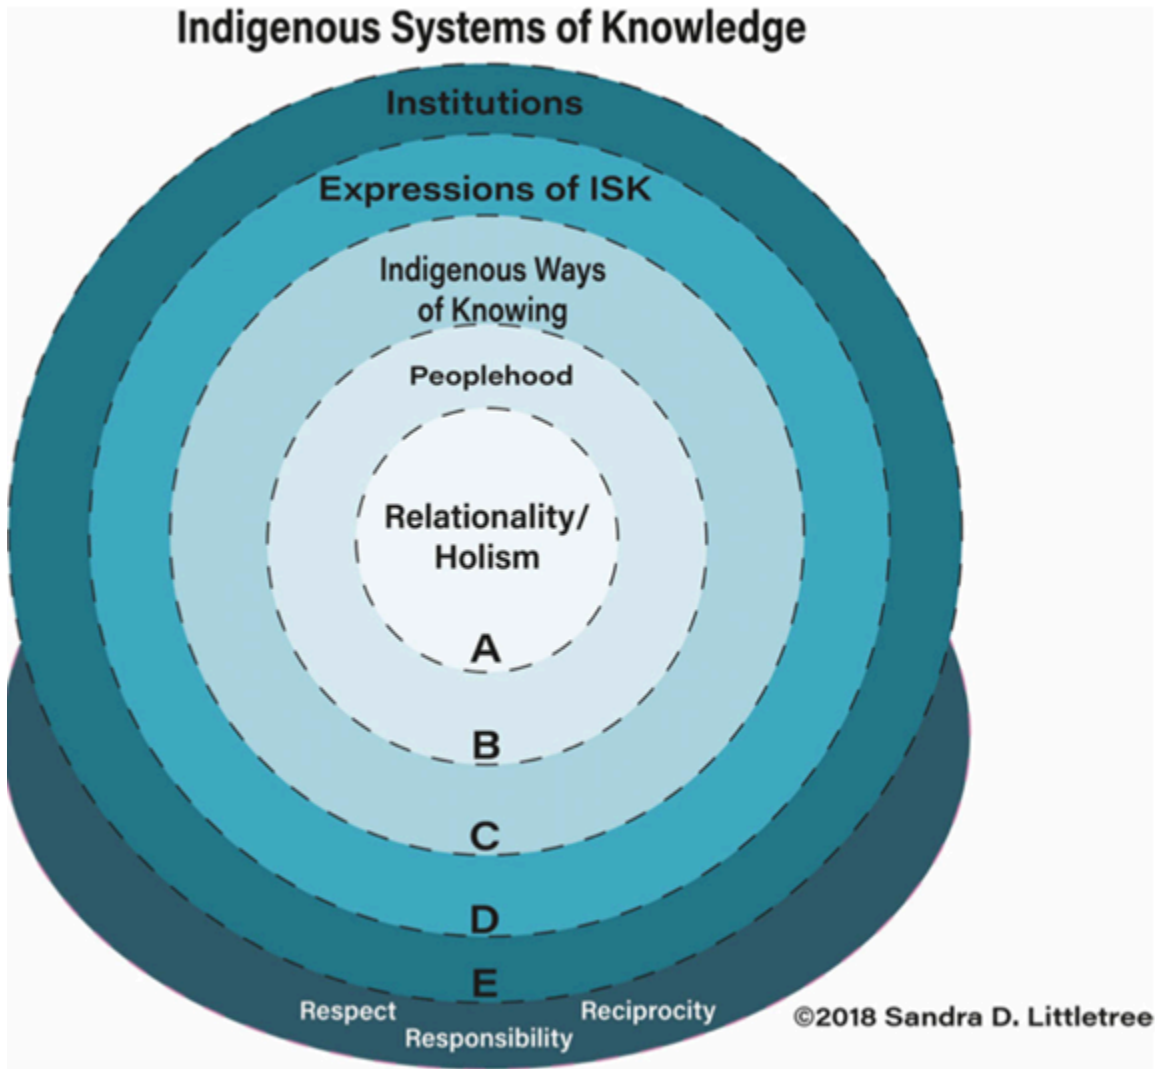 Indigenous Systems of Knowledge
Institutions
Expressions of ISK
Indigenous Ways
of Knowing
Peoplehood
Relationality/
Holism
A
B
C
D
E
Respect
Reciprocity
Responsibility
©2018 Sandra D. Littletree